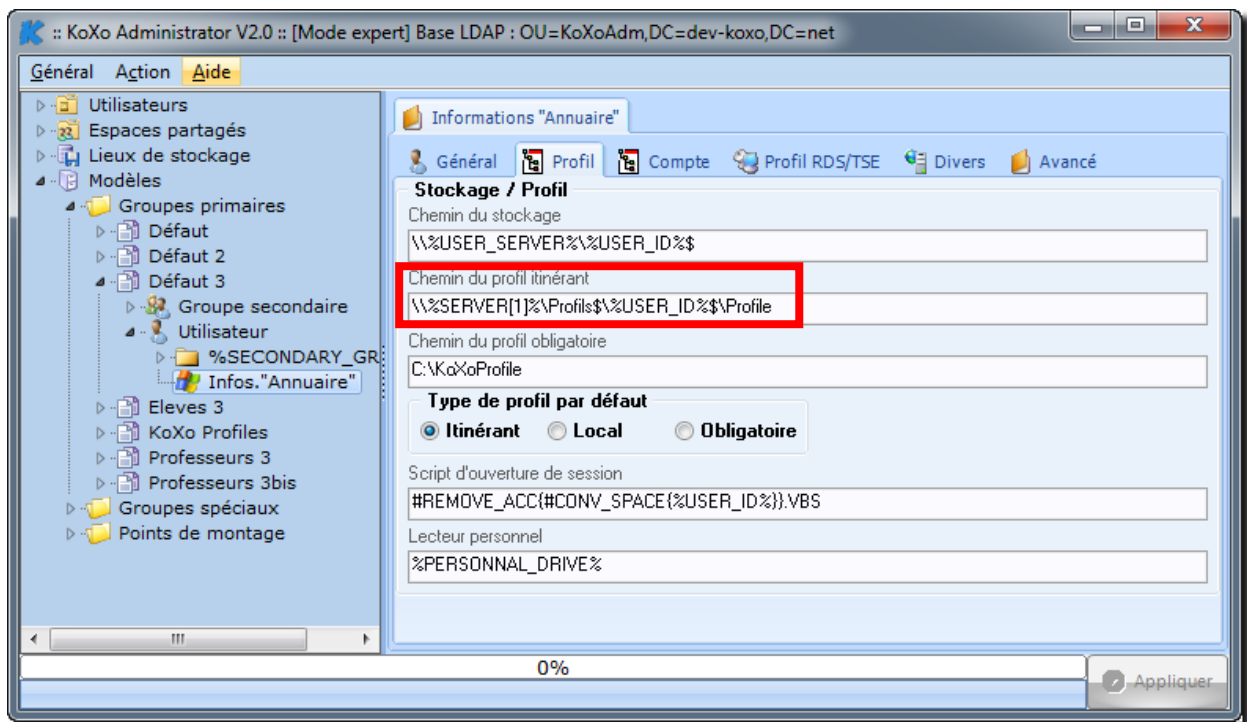 :: KoXo Administrator V2.0 :: [Mode expert] Base LDAP : OU=KoXoAdm,DC=dev-koxo,DC=net
Général Action Aide
Utilisateurs
Espaces partagés
Lieux de stockage
Modèles
Groupes primaires
Défaut
Défaut 2
Défaut 3
Groupe secondaire
Utilisateur
%SECONDARY_GR
Infos."Annuaire"
Eleves 3
KoXo Profiles
Professeurs 3
Professeurs 3bis
Groupes spéciaux
Points de montage
Informations "Annuaire"
Général Profil Compte Profil RDS/TSE Divers Avancé
Stockage / Profil
Chemin du stockage
\\%USER_SERVER%\%USER_ID%$
Chemin du profil itinérant
\\%SERVER[1]%\Profils$\%USER_ID%$\Profile
Chemin du profil obligatoire
C:\KoXoProfile
Type de profil par défaut
Itinérant Local Obligatoire
Script d'ouverture de session
#REMOVE_ACC{#CONV_SPACE{%USER_ID%}}.VBS
Lecteur personnel
%PERSONNAL_DRIVE%
0%
Appliquer